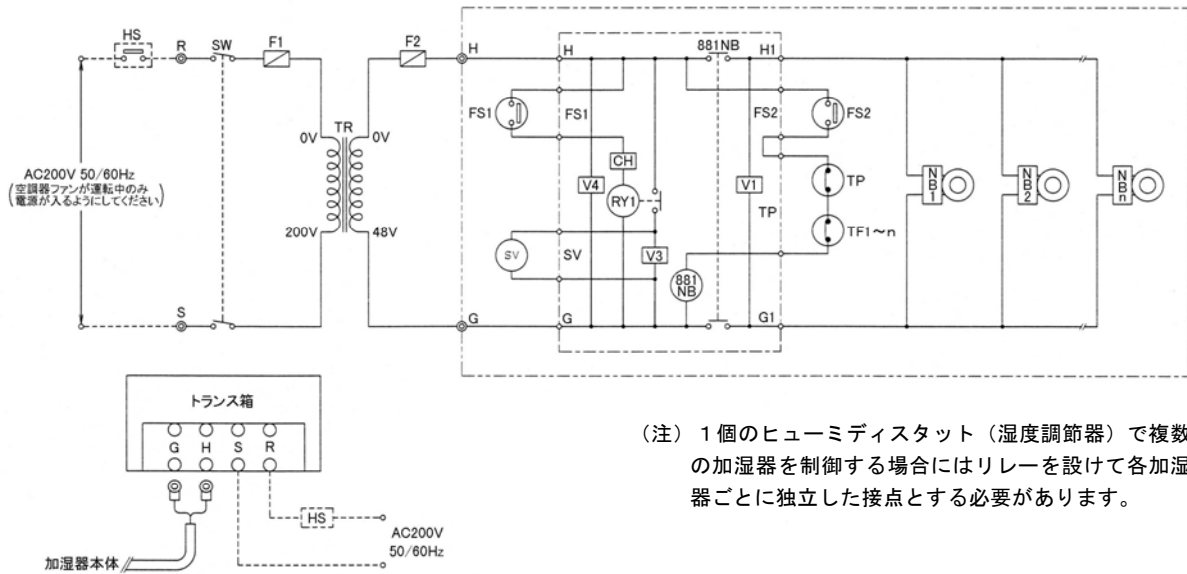 HS
R
SW
F1
F2
H
H
881NB
H1
FS1
FS1
FS2
FS2
0V
TR
0V
CH
AC200V 50/60Hz
(空調器ファンが運転中のみ
電源が入るようにしてください)
V4
RY1
V1
TP
TP
NB1
NB2
NBn
200V
48V
SV
SV
V3
TF1～n
881
NB
S
G
G
G1
トランス箱
G H S R
HS
AC200V
50/60Hz
加湿器本体
(注) 1個のヒューミディスタット（湿度調節器）で複数
の加湿器を制御する場合にはリレーを設けて各加湿
器ごとに独立した接点とする必要があります。